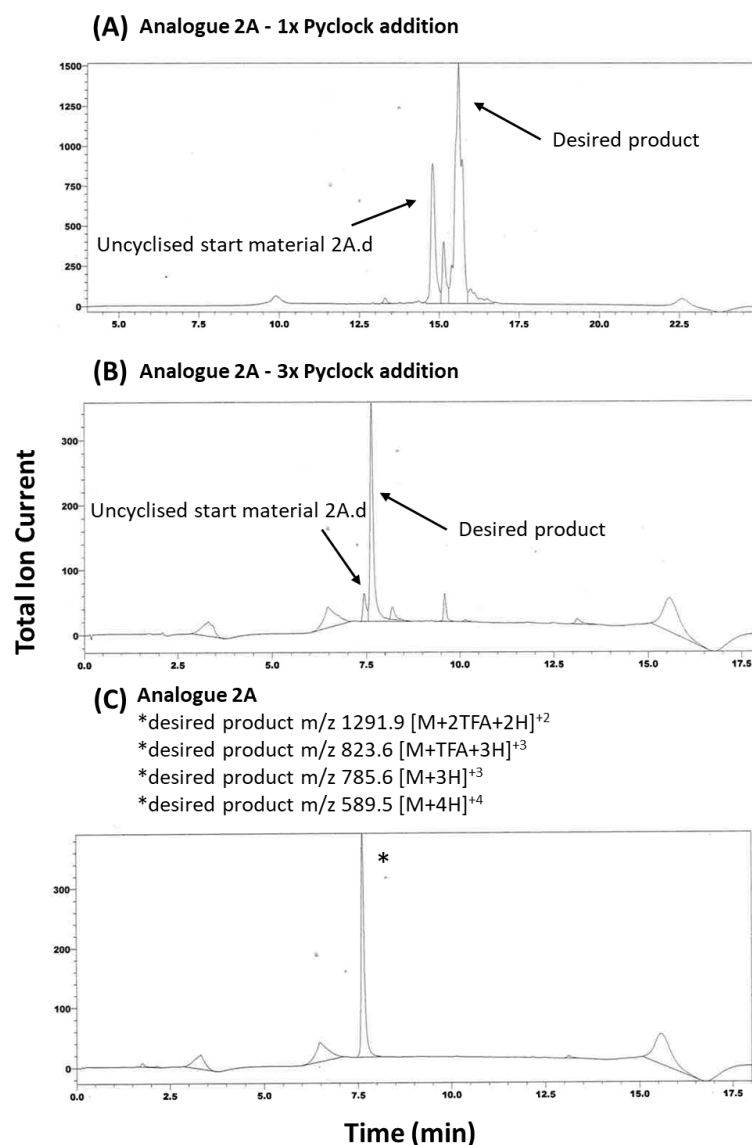 (A) Analogue 2A - 1x Pyclock addition
1500
1250
1000
750
500
250
0
Desired product
Uncyclised start material 2A.d
5.0 7.5 10.0 12.5 15.0 17.5 20.0 22.5
(B) Analogue 2A - 3x Pyclock addition
300
200
100
0
Uncyclised start material 2A.d
Desired product
0.0 2.5 5.0 7.5 10.0 12.5 15.0 17.5
Total Ion Current
(C) Analogue 2A
*desired product m/z 1291.9 [M+2TFA+2H]+2
*desired product m/z 823.6 [M+TFA+3H]+3
*desired product m/z 785.6 [M+3H]+3
*desired product m/z 589.5 [M+4H]+4
*
300
200
100
0
0.0 2.5 5.0 7.5 10.0 12.5 15.0 17.5
Time (min)